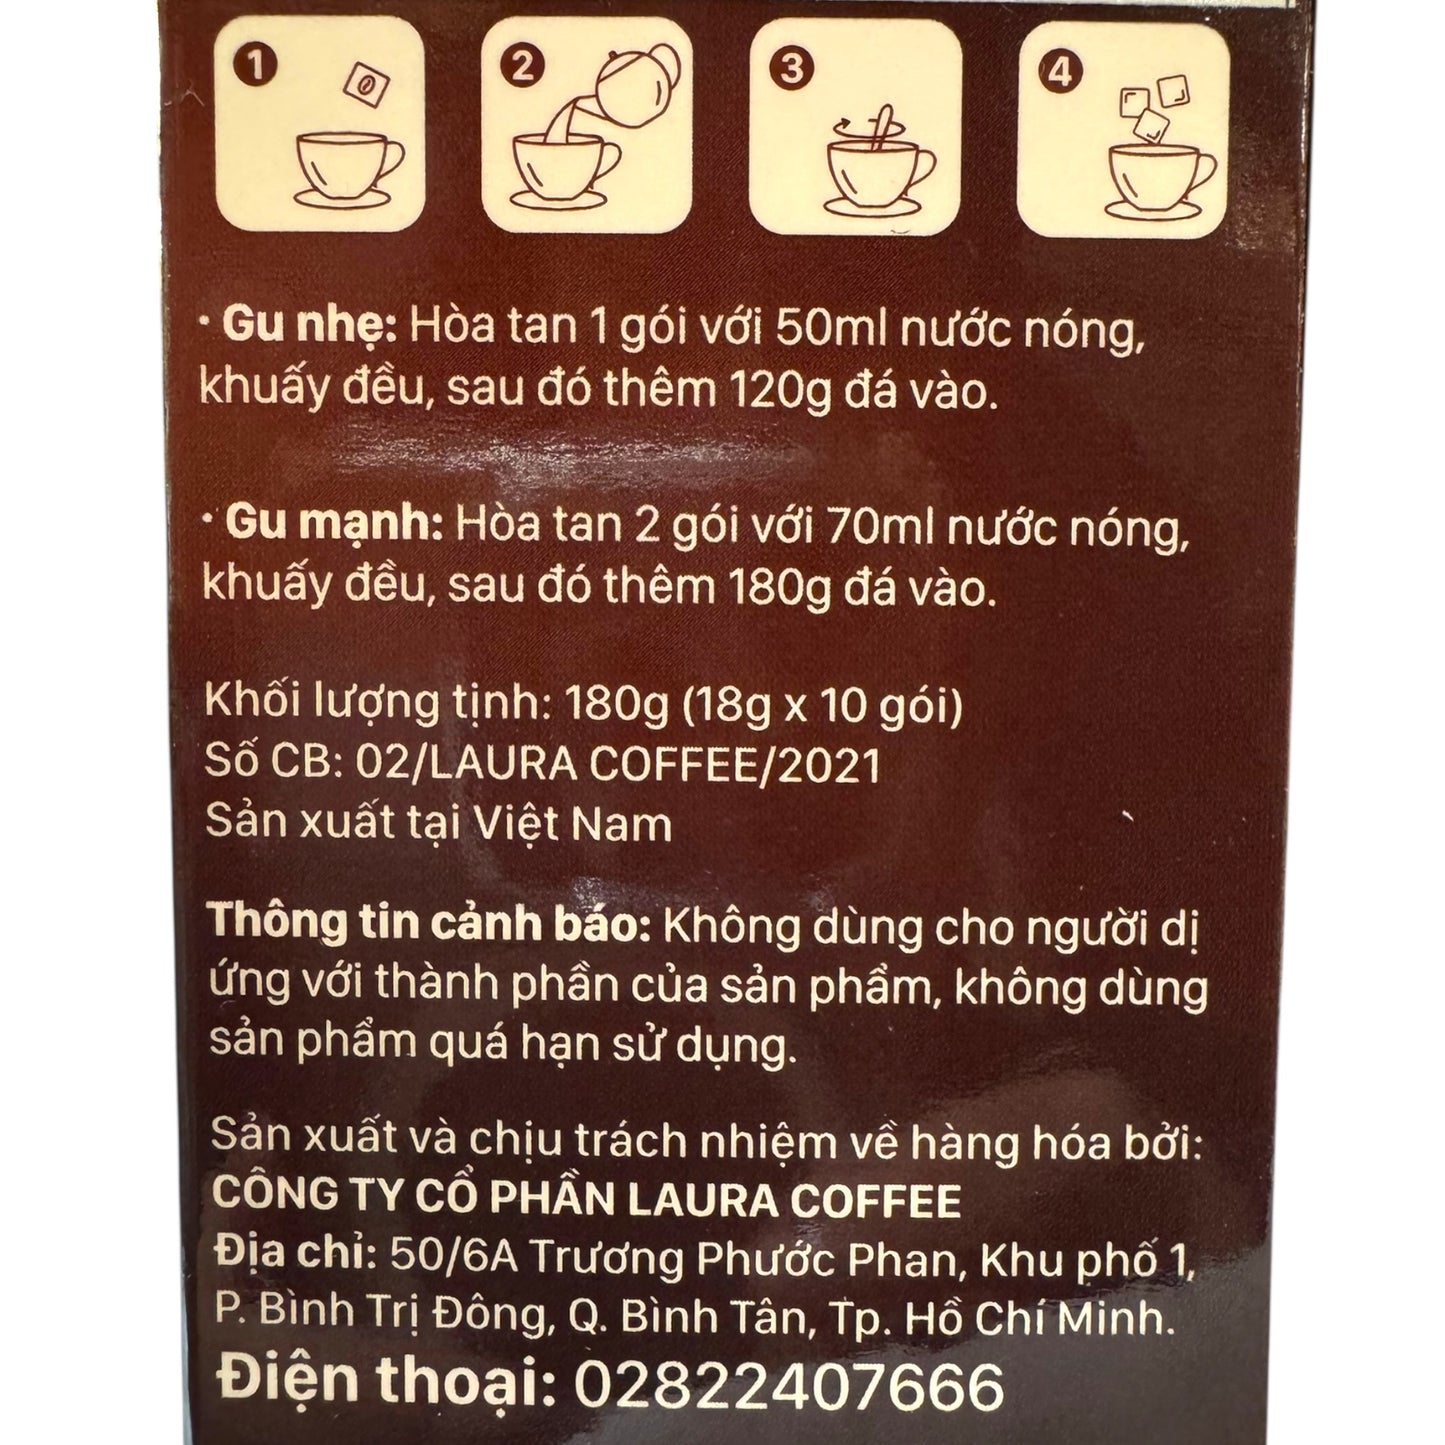 1 2 3 4
· Gu nhẹ: Hòa tan 1 gói với 50ml nước nóng,
khuấy đều, sau đó thêm 120g đá vào.
· Gu mạnh: Hòa tan 2 gói với 70ml nước nóng,
khuấy đều, sau đó thêm 180g đá vào.
Khối lượng tịnh: 180g (18g x 10 gói)
Số CB: 02/LAURA COFFEE/2021
Sản xuất tại Việt Nam
Thông tin cảnh báo: Không dùng cho người dị
ứng với thành phần của sản phẩm, không dùng
sản phẩm quá hạn sử dụng.
Sản xuất và chịu trách nhiệm về hàng hóa bởi:
CÔNG TY CỔ PHẦN LAURA COFFEE
Địa chỉ: 50/6A Trương Phước Phan, Khu phố 1,
P. Bình Trị Đông, Q. Bình Tân, Tp. Hồ Chí Minh.
Điện thoại: 02822407666